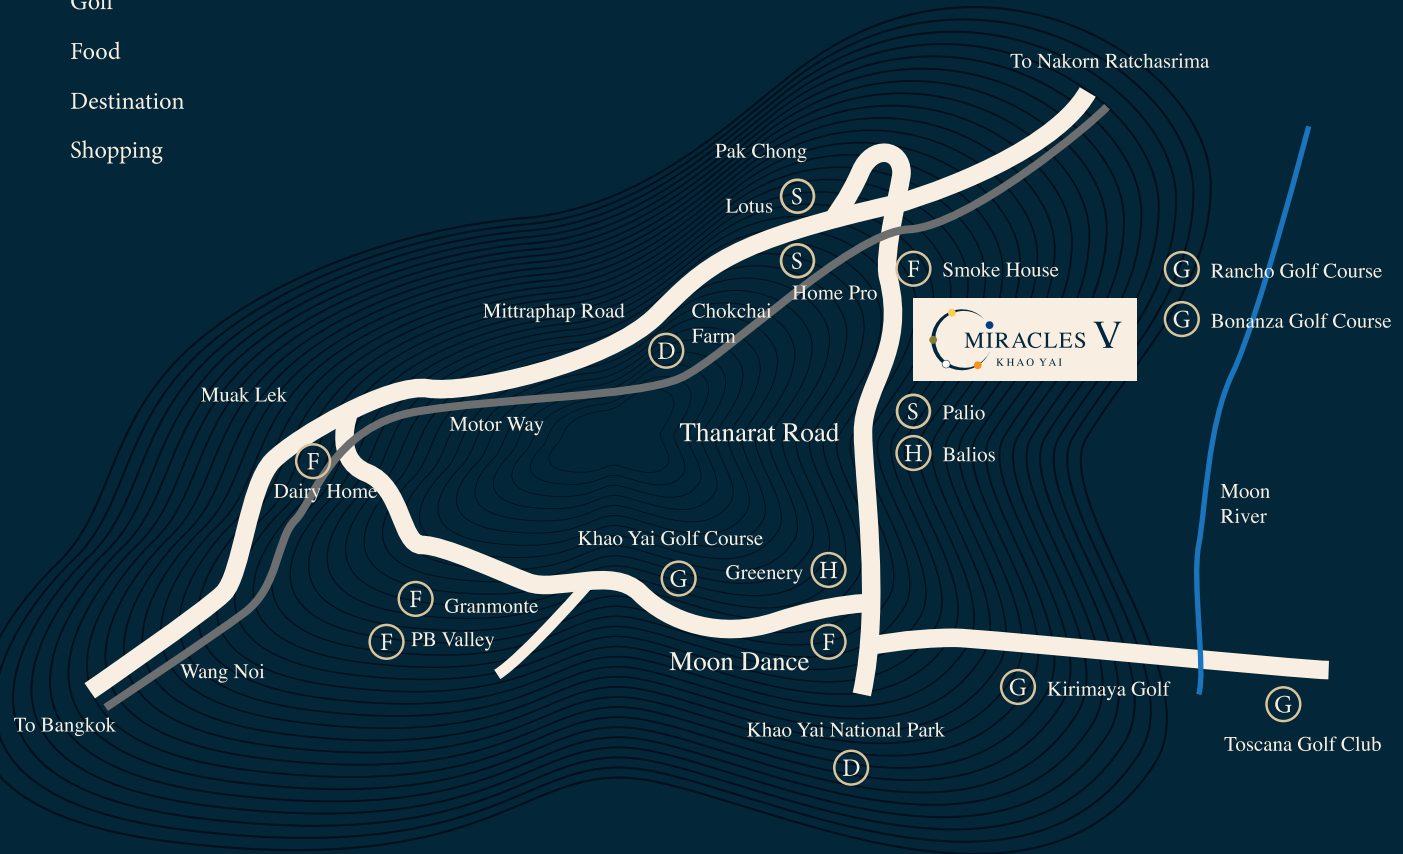 Golf
Food
Destination
Shopping
To Nakorn Ratchasrima
Pak Chong
Lotus
S
S
Home Pro
F
Smoke House
G
Rancho Golf Course
G
Bonanza Golf Course
Mittraphap Road
Chokchai
Farm
D
MIRACLES V
KHAO YAI
Muak Lek
Motor Way
Thanarat Road
S
Palio
H
Balios
F
Dairy Home
Moon
River
Khao Yai Golf Course
G
Greenery
H
F
Granmonte
F
PB Valley
F
Moon Dance
Wang Noi
G
Kirimaya Golf
G
To Bangkok
Khao Yai National Park
D
Toscana Golf Club